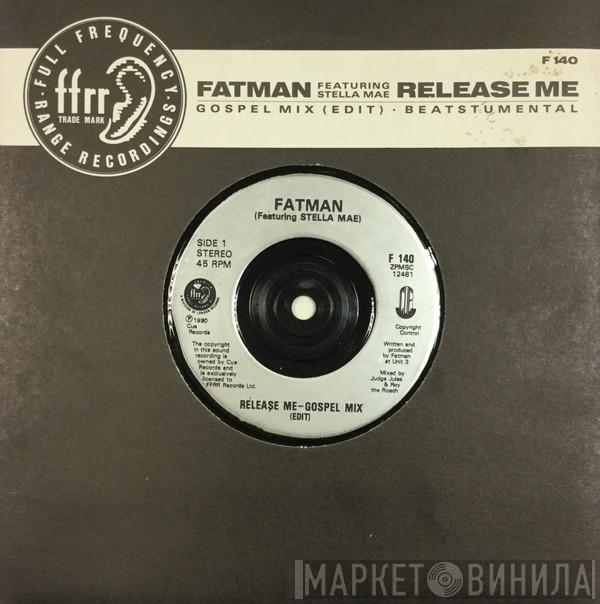 FULL FREQUENCY
RANGE RECORDINGS
ffrr
TRADE MARK
F 140
FATMAN FEATURING STELLA MAE RELEASE ME
GOSPEL MIX (EDIT) · BEATSTUMENTAL
FATMAN
(Featuring STELLA MAE)
SIDE 1
STEREO
45 RPM
F 140
ZPMSC
12481
ffrr
Ⓟ 1990
Cue
Records
Copyright
Control
The copyright
in this sound
recording is
owned by Cue
Records and
is exclusively
licensed to
FFRR Records Ltd.
Written and
produced
by Fatman
at Unit 3
Mixed by
Judge Jules
& Roy
the Roach
RELEASE ME-GOSPEL MIX
(EDIT)
МАРКЕТ ВИНИЛА